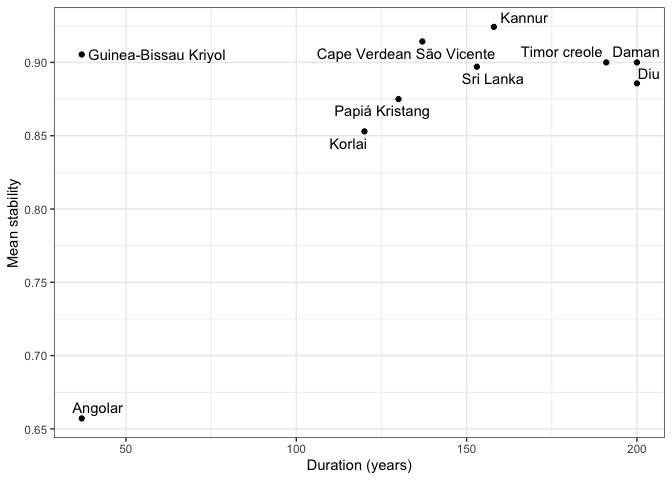 Kannur
Guinea-Bissau Kriyol
Cape Verdean São Vicente
Timor creole
Daman
Sri Lanka
Diu
Papiá Kristang
Korlai
Angolar
0.90
0.85
0.80
0.75
0.70
0.65
Mean stability
50
100
150
200
Duration (years)